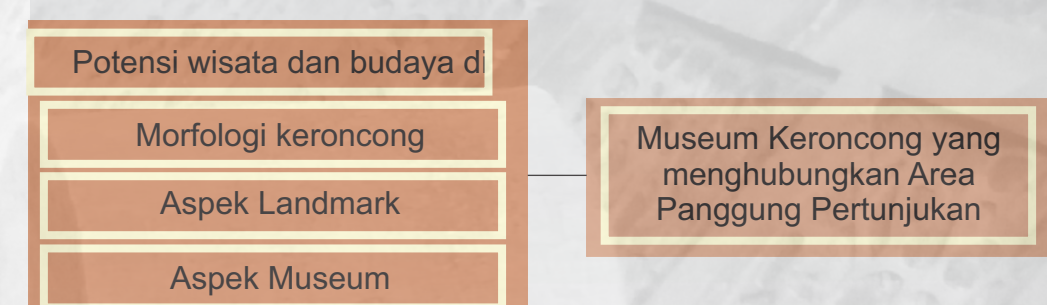 Potensi wisata dan budaya di
Morfologi keroncong
Aspek Landmark
Aspek Museum
Museum Keroncong yang
menghubungkan Area
Panggung Pertunjukan